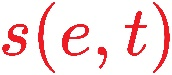 s(e, t)